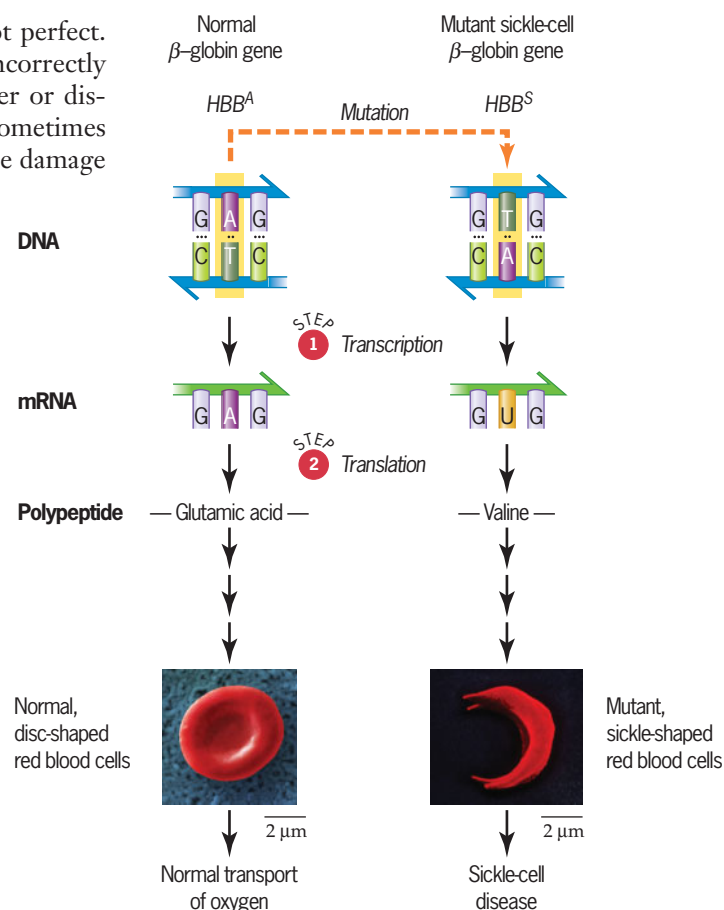 ot perfect.
ncorrectly
er or dis-
ometimes
e damage
Normal
β–globin gene
Mutant sickle-cell
β–globin gene
HBB^A
Mutation
HBB^S
DNA
G A G
C T C
G T G
C A C
STEP
1 Transcription
mRNA
G A G
G U G
STEP
2 Translation
Polypeptide
— Glutamic acid —
— Valine —
Normal,
disc-shaped
red blood cells
Mutant,
sickle-shaped
red blood cells
2 µm
2 µm
Normal transport
of oxygen
Sickle-cell
disease